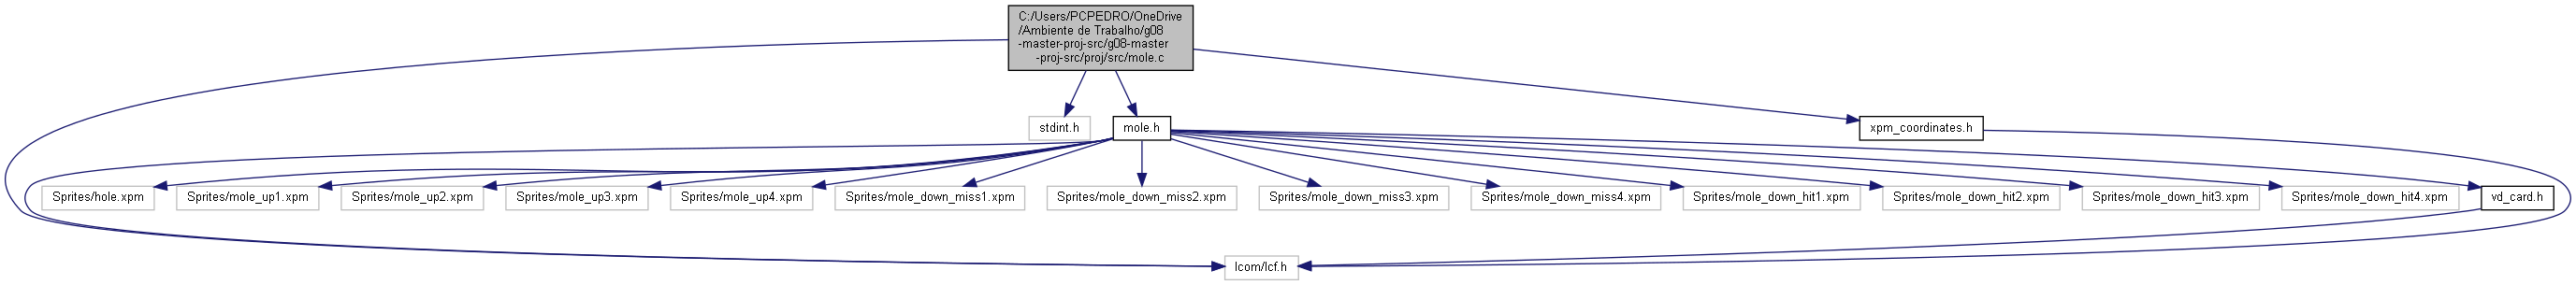 C:/Users/PCPEDRO/OneDrive
/Ambiente de Trabalho/g08
-master-proj-src/g08-master
-proj-src/proj/src/mole.c
stdint.h
mole.h
xpm_coordinates.h
Sprites/hole.xpm
Sprites/mole_up1.xpm
Sprites/mole_up2.xpm
Sprites/mole_up3.xpm
Sprites/mole_up4.xpm
Sprites/mole_down_miss1.xpm
Sprites/mole_down_miss2.xpm
Sprites/mole_down_miss3.xpm
Sprites/mole_down_miss4.xpm
Sprites/mole_down_hit1.xpm
Sprites/mole_down_hit2.xpm
Sprites/mole_down_hit3.xpm
Sprites/mole_down_hit4.xpm
vd_card.h
lcom/lcf.h